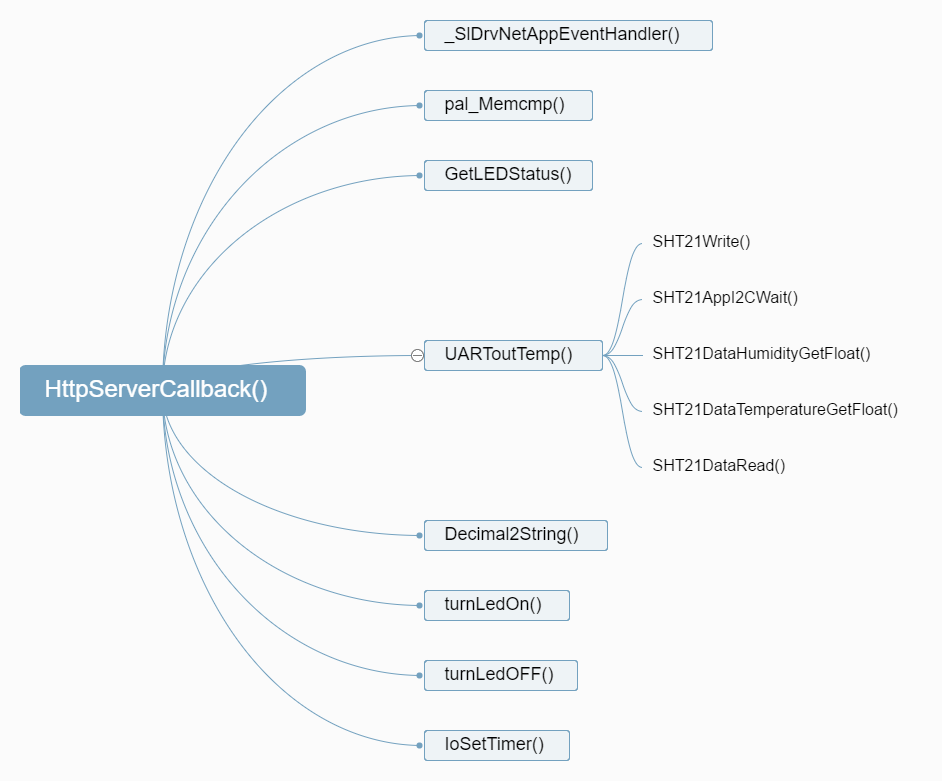 _SlDrvNetAppEventHandler()
pal_Memcmp()
GetLEDStatus()
SHT21Write()
SHT21AppI2CWait()
UARToutTemp()
SHT21DataHumidityGetFloat()
HttpServerCallback()
SHT21DataTemperatureGetFloat()
SHT21DataRead()
Decimal2String()
turnLedOn()
turnLedOFF()
IoSetTimer()